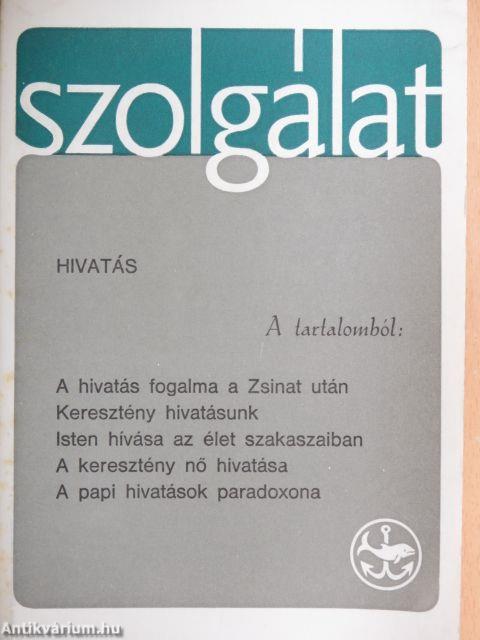 szolgálat
HIVATÁS
A tartalomból:
A hivatás fogalma a Zsinat után
Keresztény hivatásunk
Isten hívása az élet szakaszaiban
A keresztény nő hivatása
A papi hivatások paradoxona
Antikvárium.hu